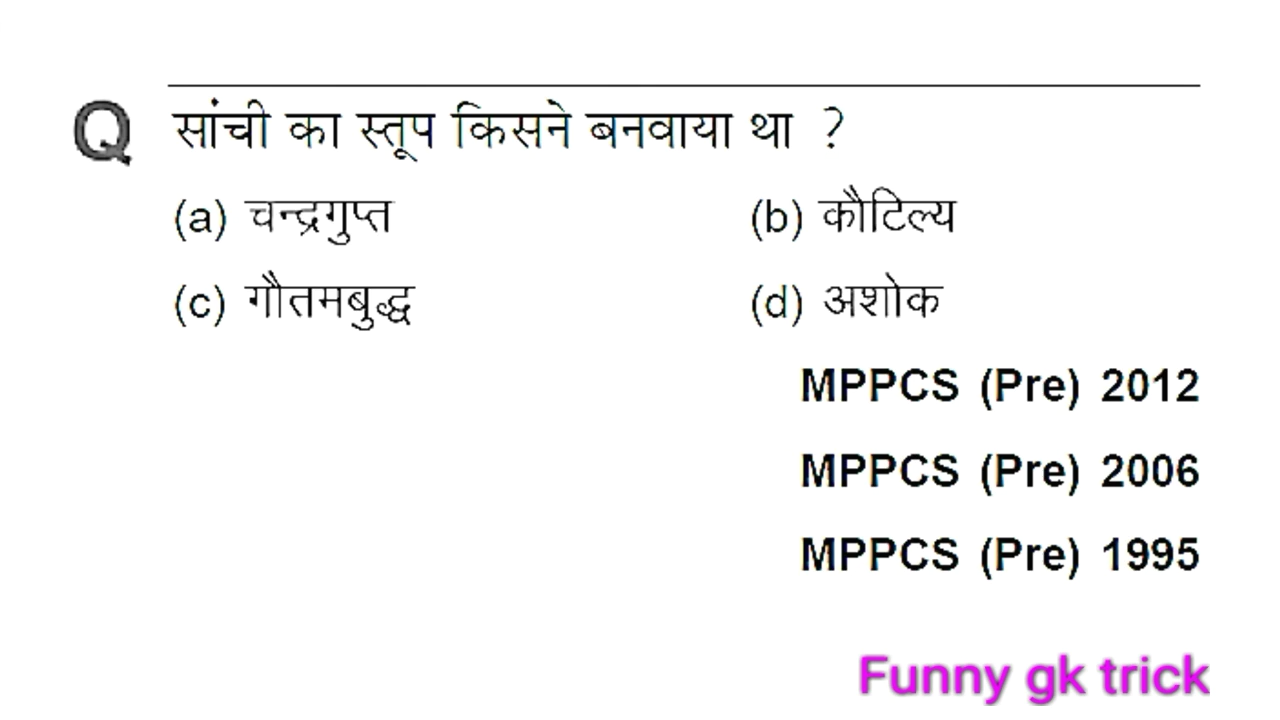 Q सांची का स्तूप किसने बनवाया था ?
(a) चन्द्रगुप्त (b) कौटिल्य
(c) गौतमबुद्ध (d) अशोक
MPPCS (Pre) 2012
MPPCS (Pre) 2006
MPPCS (Pre) 1995
Funny gk trick